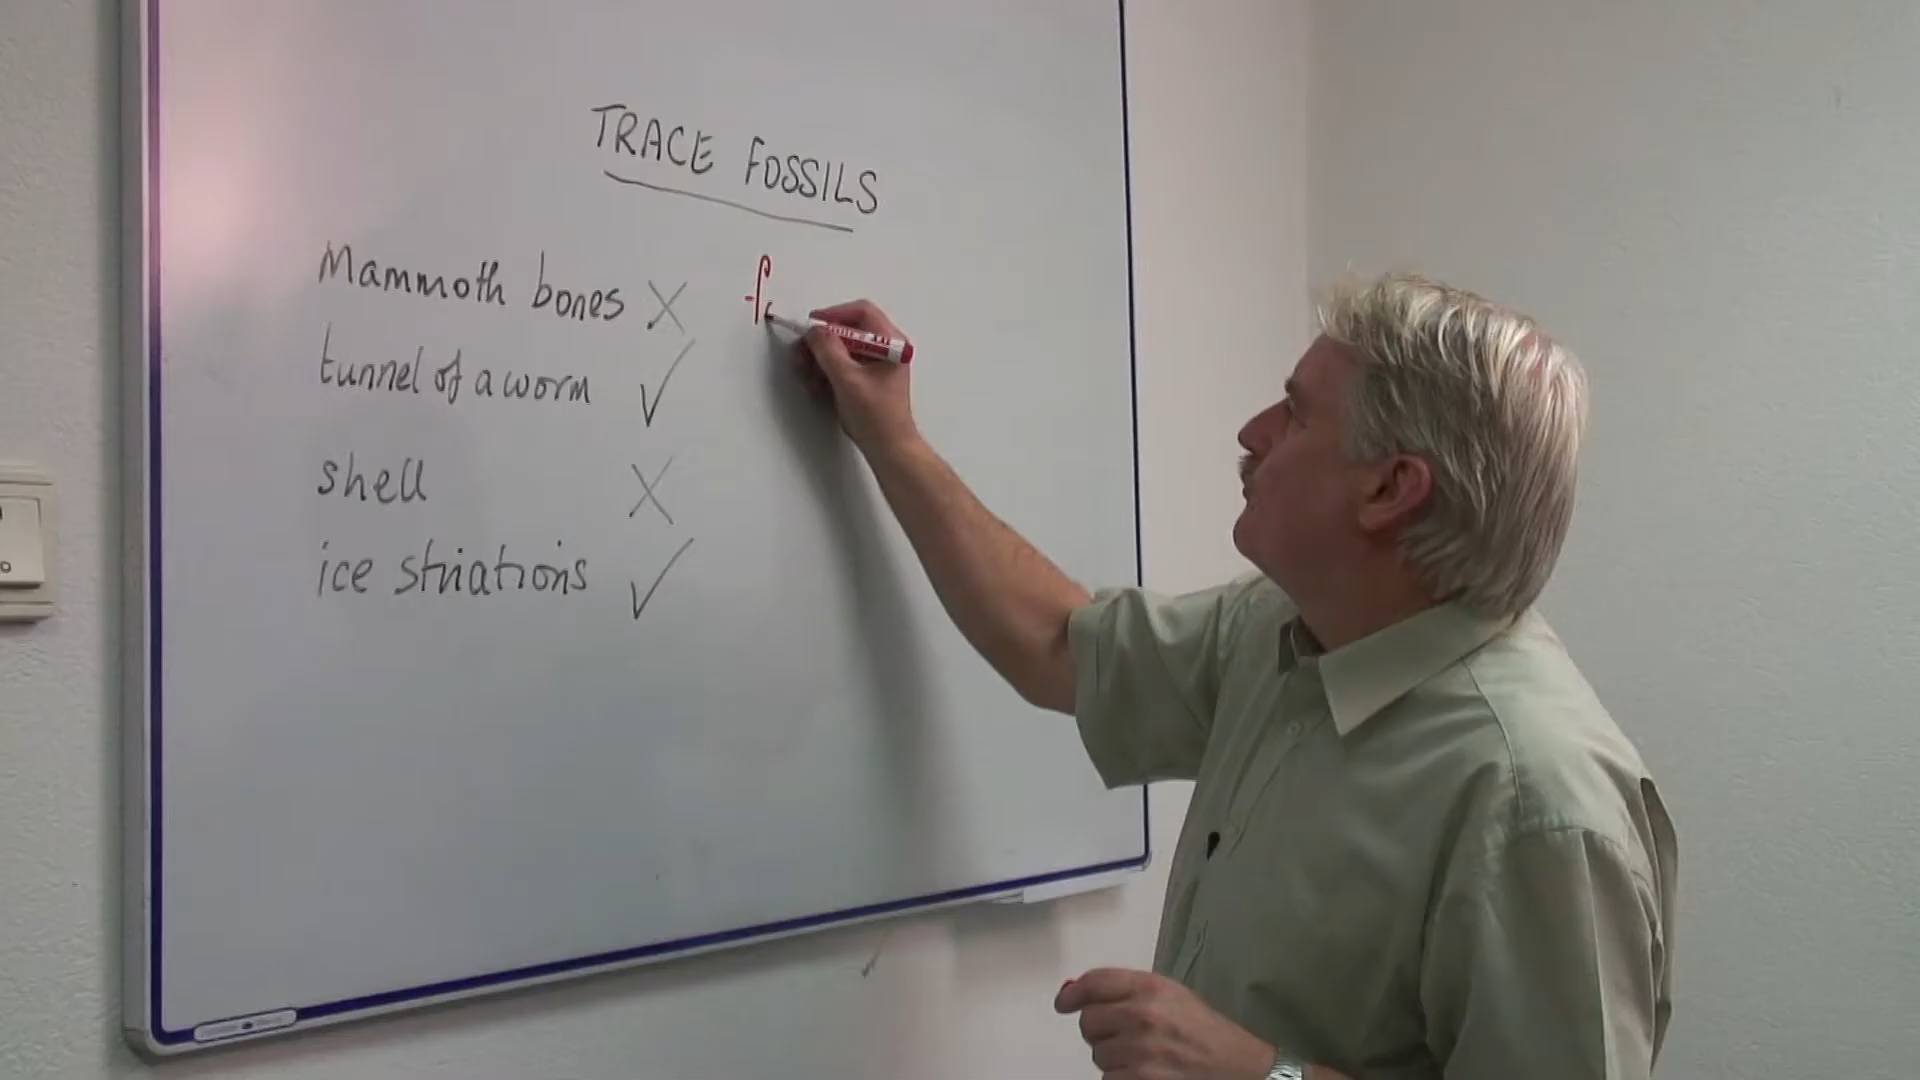 TRACE FOSSILS
Mammoth bones X
tunnel of a worm ✓
shell X
ice striations ✓